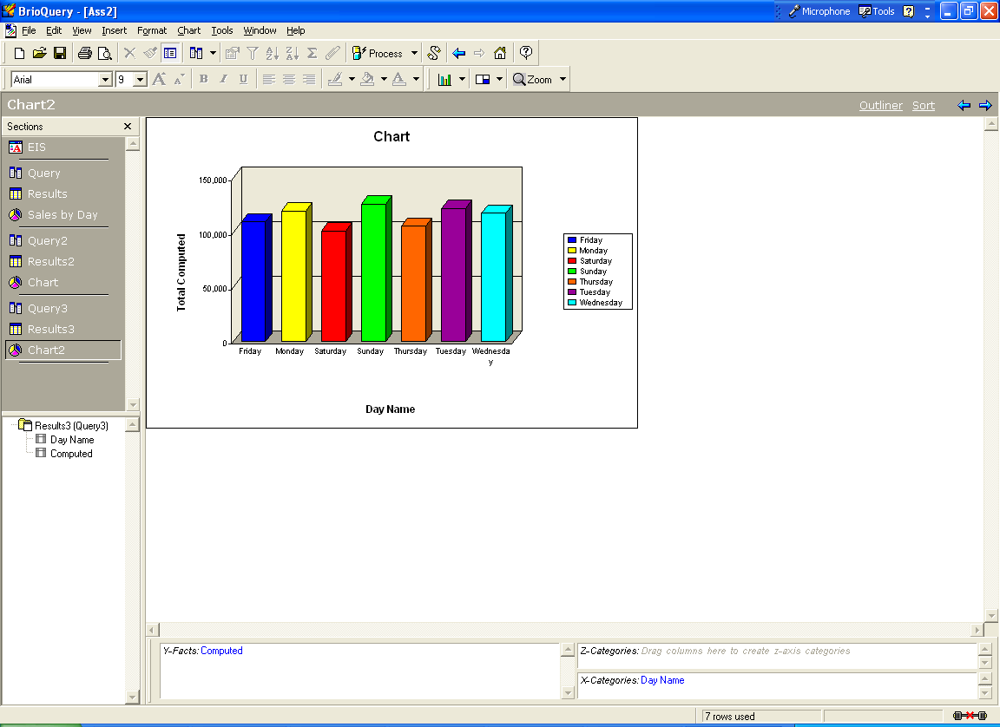 BrioQuery - [Ass2]
Microphone Tools
File Edit View Insert Format Chart Tools Window Help
Process
Arial 9 B I U Zoom
Chart2 Outliner Sort
Sections
EIS
Query
Results
Sales by Day
Query2
Results2
Chart
Query3
Results3
Chart2
Results3 (Query3)
Day Name
Computed
Chart
Total Computed
150,000
100,000
50,000
0
Friday Monday Saturday Sunday Thursday Tuesday Wednesda
y
Day Name
Friday
Monday
Saturday
Sunday
Thursday
Tuesday
Wednesday
Y-Facts: Computed
Z-Categories: Drag columns here to create z-axis categories
X-Categories: Day Name
7 rows used